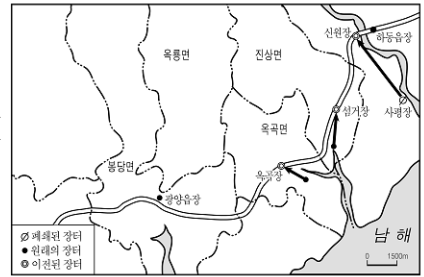 신원장
하동읍장
옥룡면
진상면
섬거장
사평장
옥곡면
봉당면
옥곡장
광양읍장
남해
폐쇄된 장터
원래의 장터
이전된 장터
0 1500m